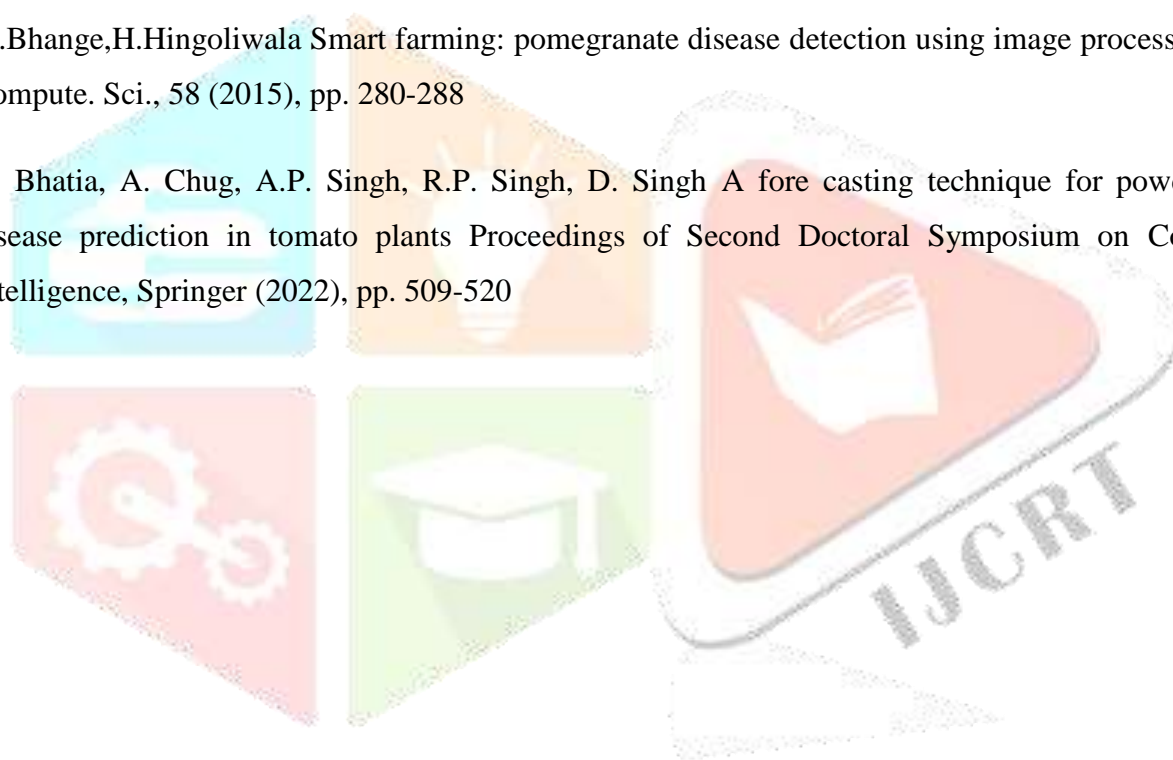 .Bhange,H.Hingoliwala Smart farming: pomegranate disease detection using image process
ompute. Sci., 58 (2015), pp. 280-288
Bhatia, A. Chug, A.P. Singh, R.P. Singh, D. Singh A fore casting technique for powe
sease prediction in tomato plants Proceedings of Second Doctoral Symposium on Co
telligence, Springer (2022), pp. 509-520
IJCRT